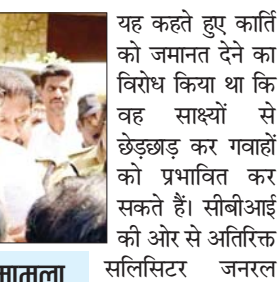 यह कहते हुए कार्ति
को जमानत देने का
विरोध किया था कि
वह साक्ष्यों से
छेड़छाड़ कर गवाहों
को प्रभावित कर
सकते हैं। सीबीआई
की ओर से अतिरिक्त
सलिसिटर जनरल
मामला